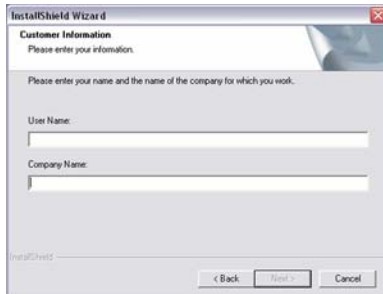 InstallShield Wizard
Customer Information
Please enter your information.
Please enter your name and the name of the company for which you work.
User Name:
Company Name:
InstallShield
< Back Next > Cancel